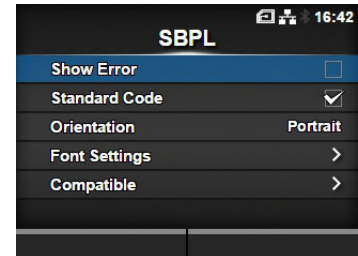 16:42
SBPL
Show Error
Standard Code
Orientation Portrait
Font Settings
Compatible